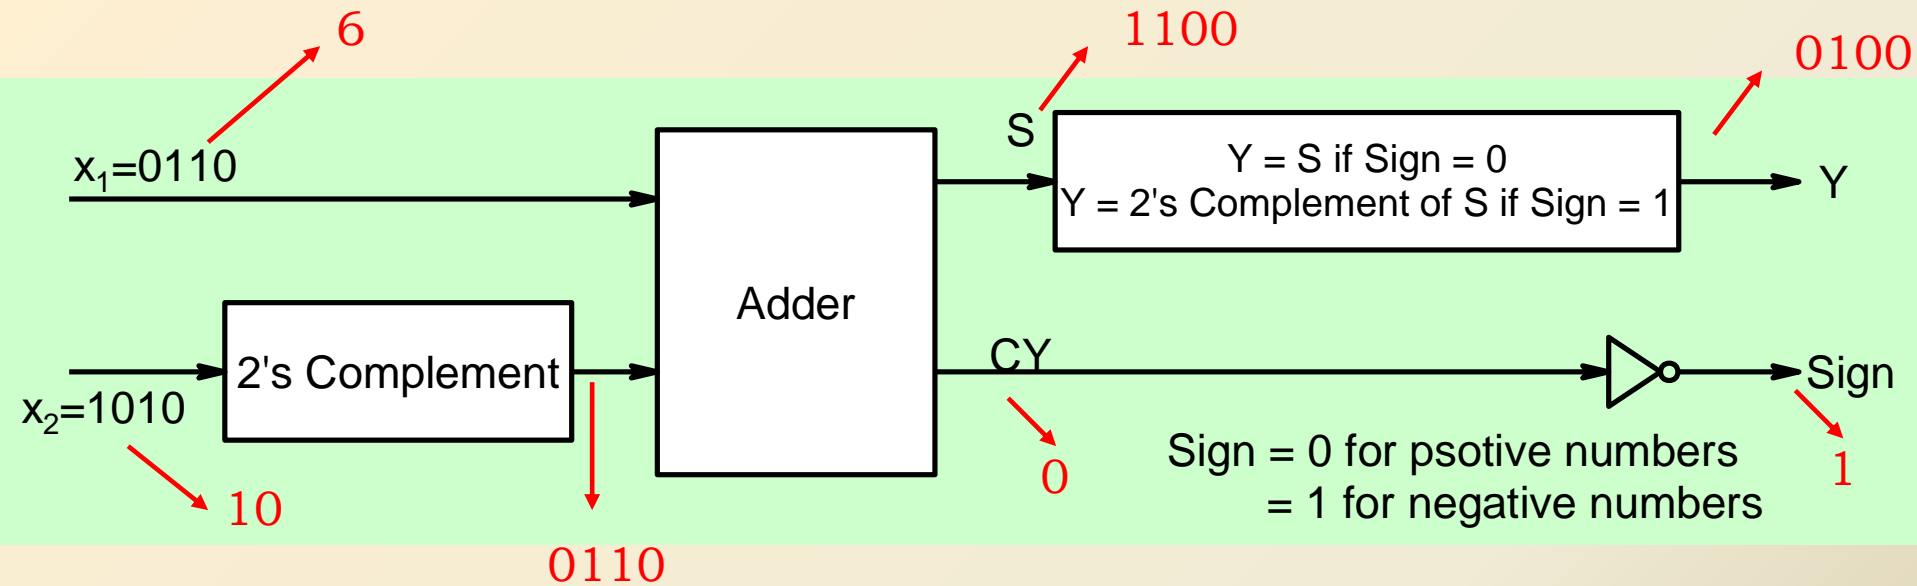 6
1100
0100
x₁=0110
S
Y = S if Sign = 0
Y = 2's Complement of S if Sign = 1
Y
Adder
2's Complement
x₂=1010
CY
Sign
10
0110
0
Sign = 0 for psotive numbers
= 1 for negative numbers
1